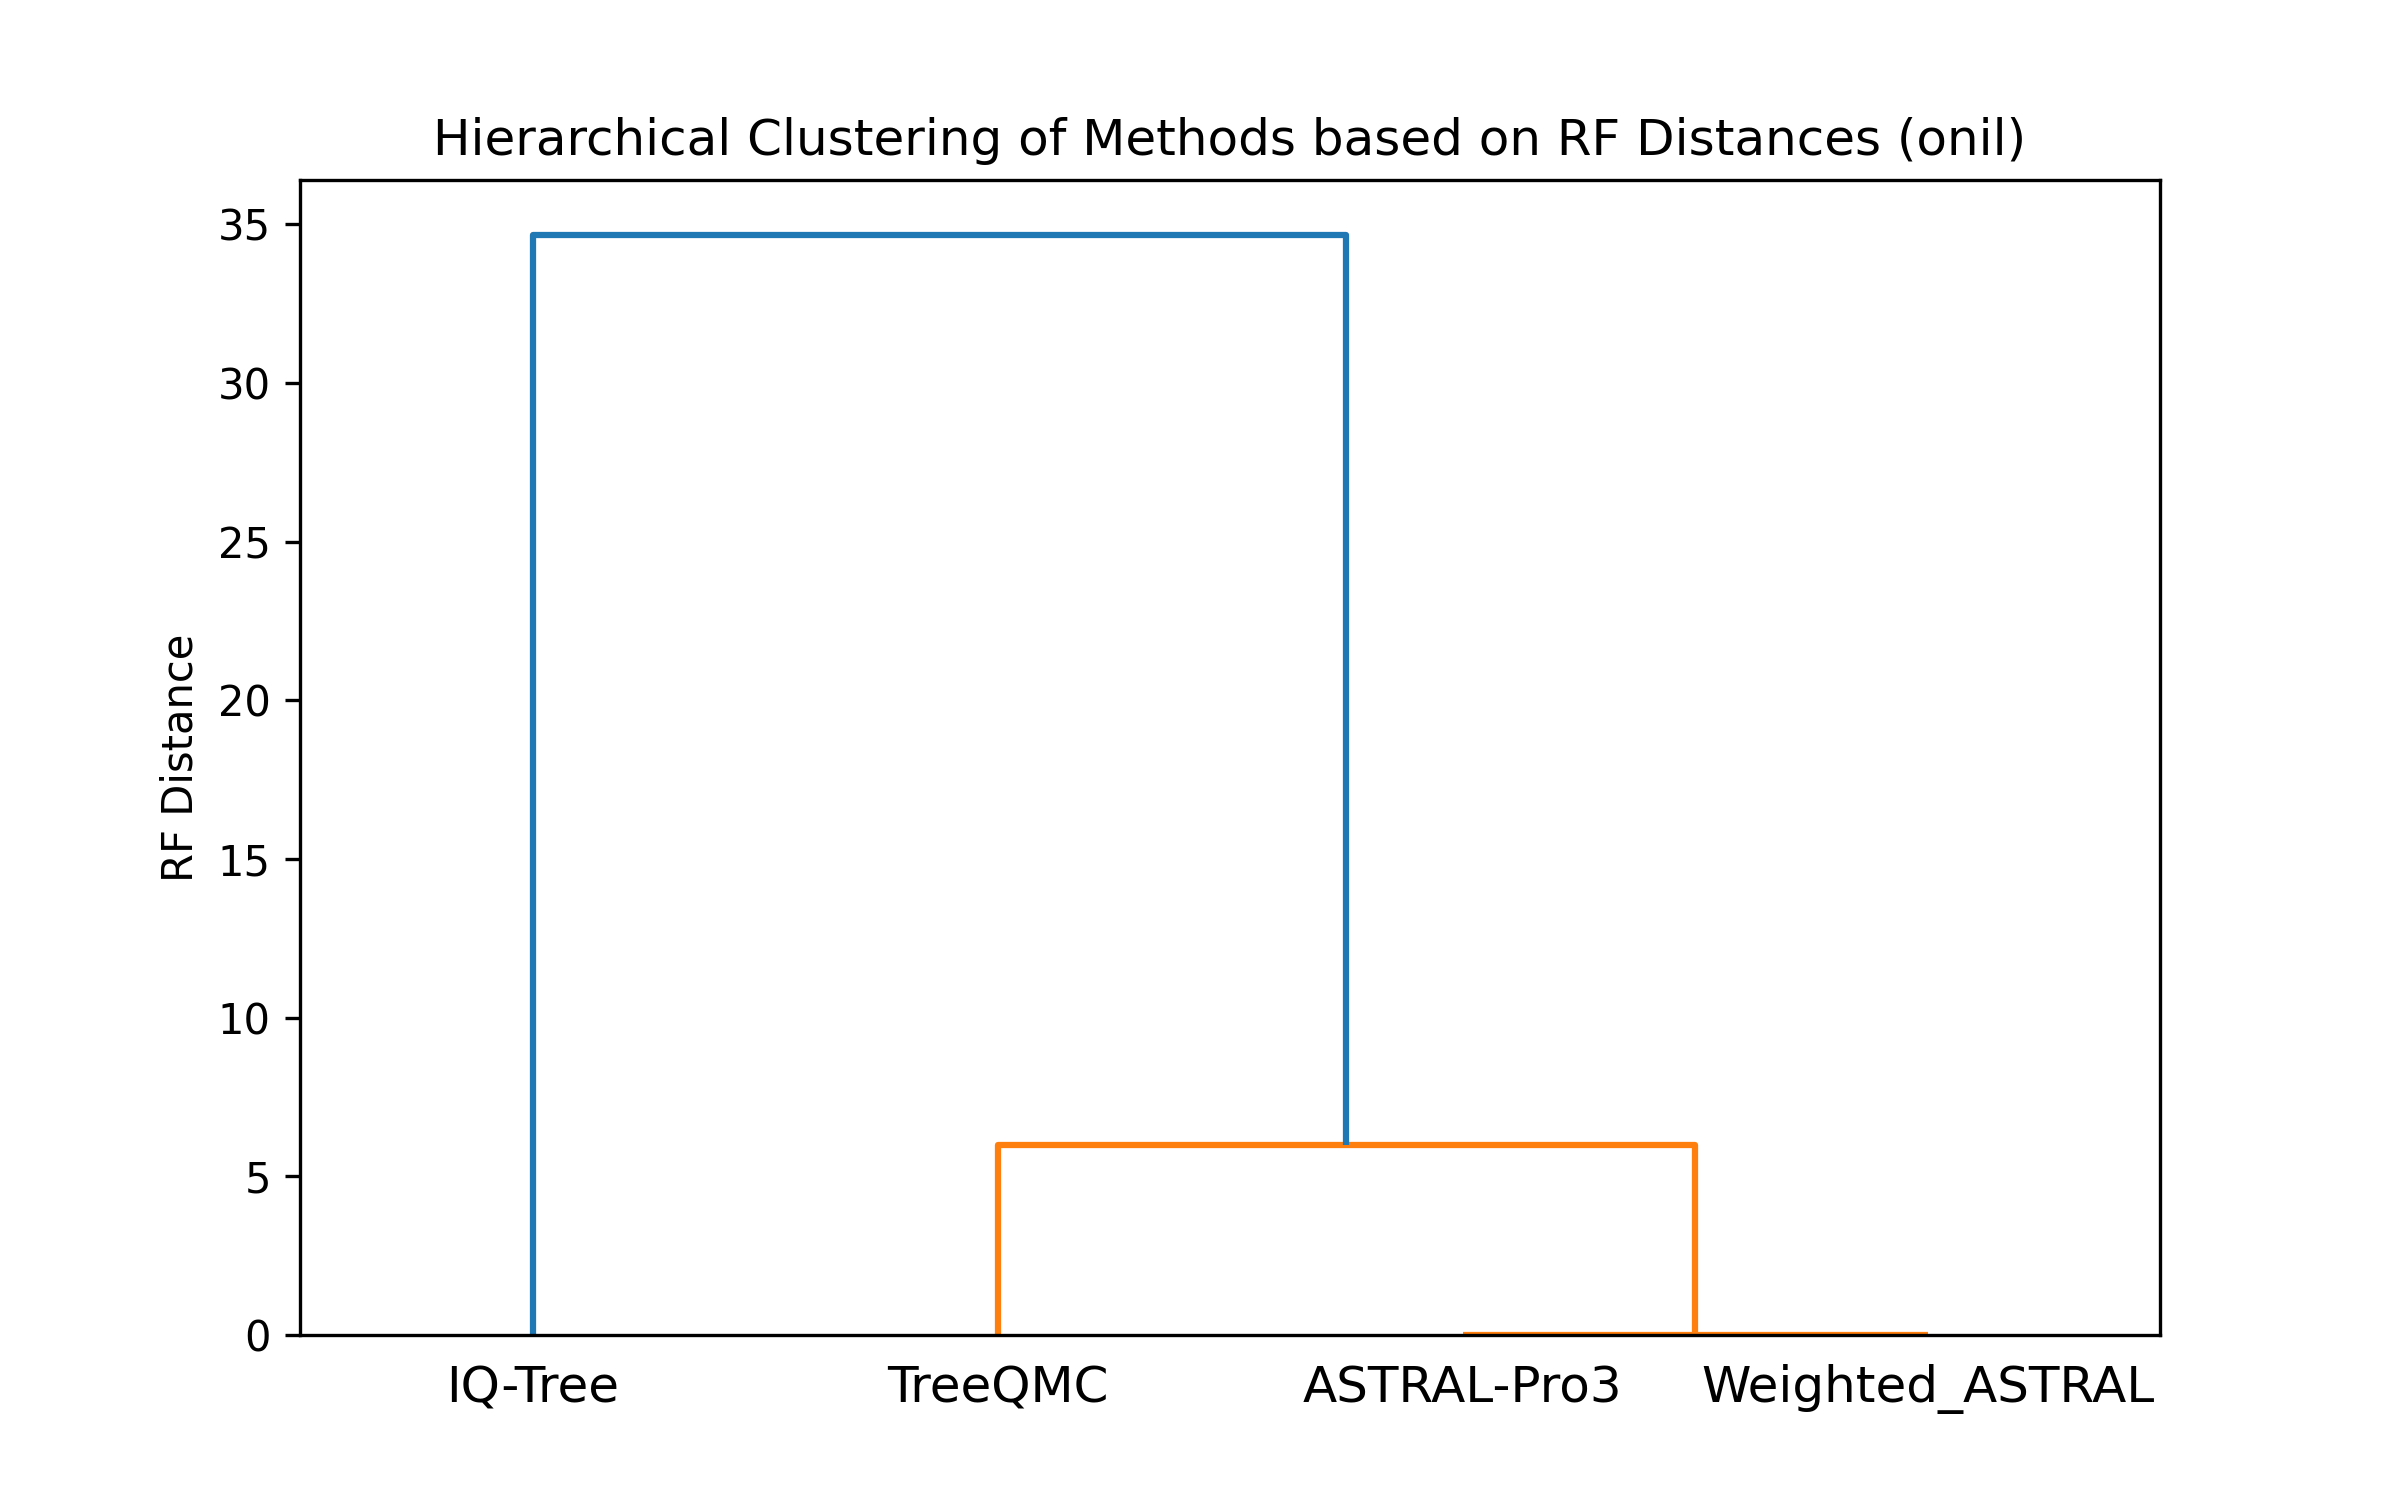 Hierarchical Clustering of Methods based on RF Distances (onil)
RF Distance
35
30
25
20
15
10
5
0
IQ-Tree TreeQMC ASTRAL-Pro3 Weighted_ASTRAL